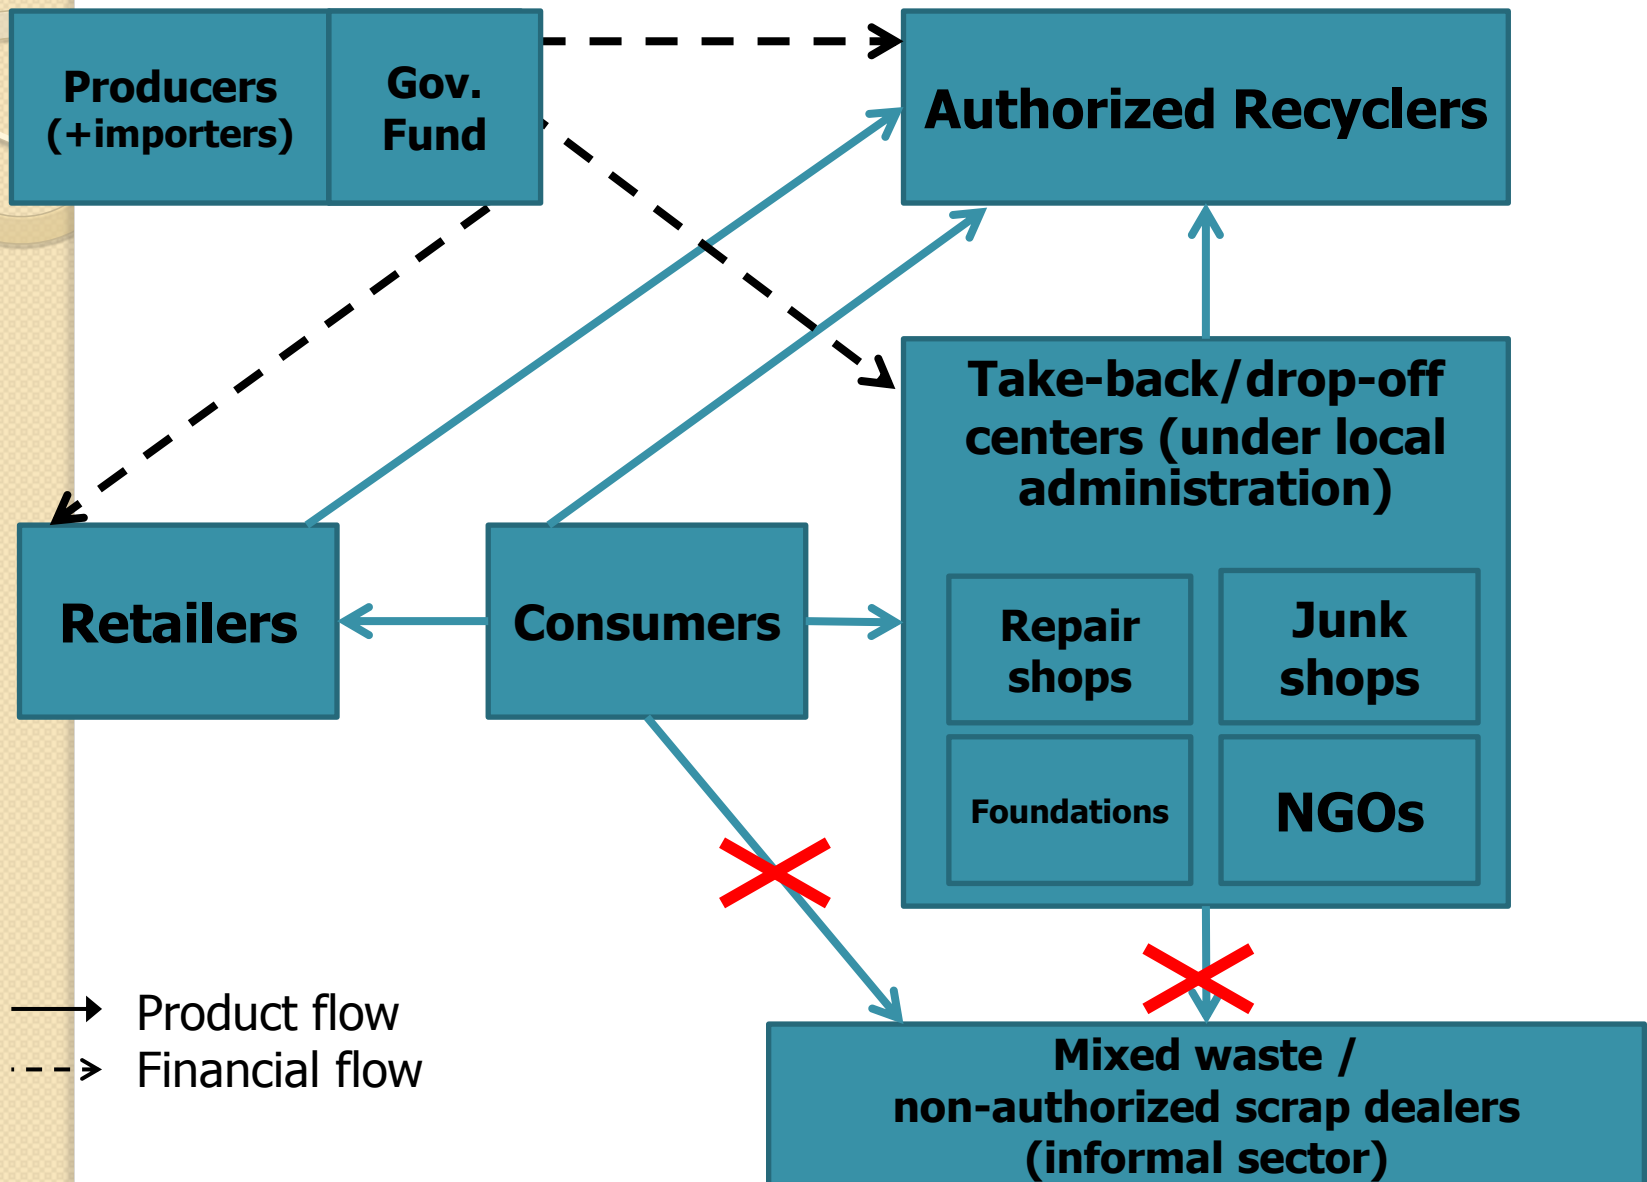 Producers
(+importers)
Gov.
Fund
Authorized Recyclers
Take-back/drop-off
centers (under local
administration)
Retailers
Consumers
Repair
shops
Junk
shops
Foundations
NGOs
Product flow
Financial flow
Mixed waste /
non-authorized scrap dealers
(informal sector)